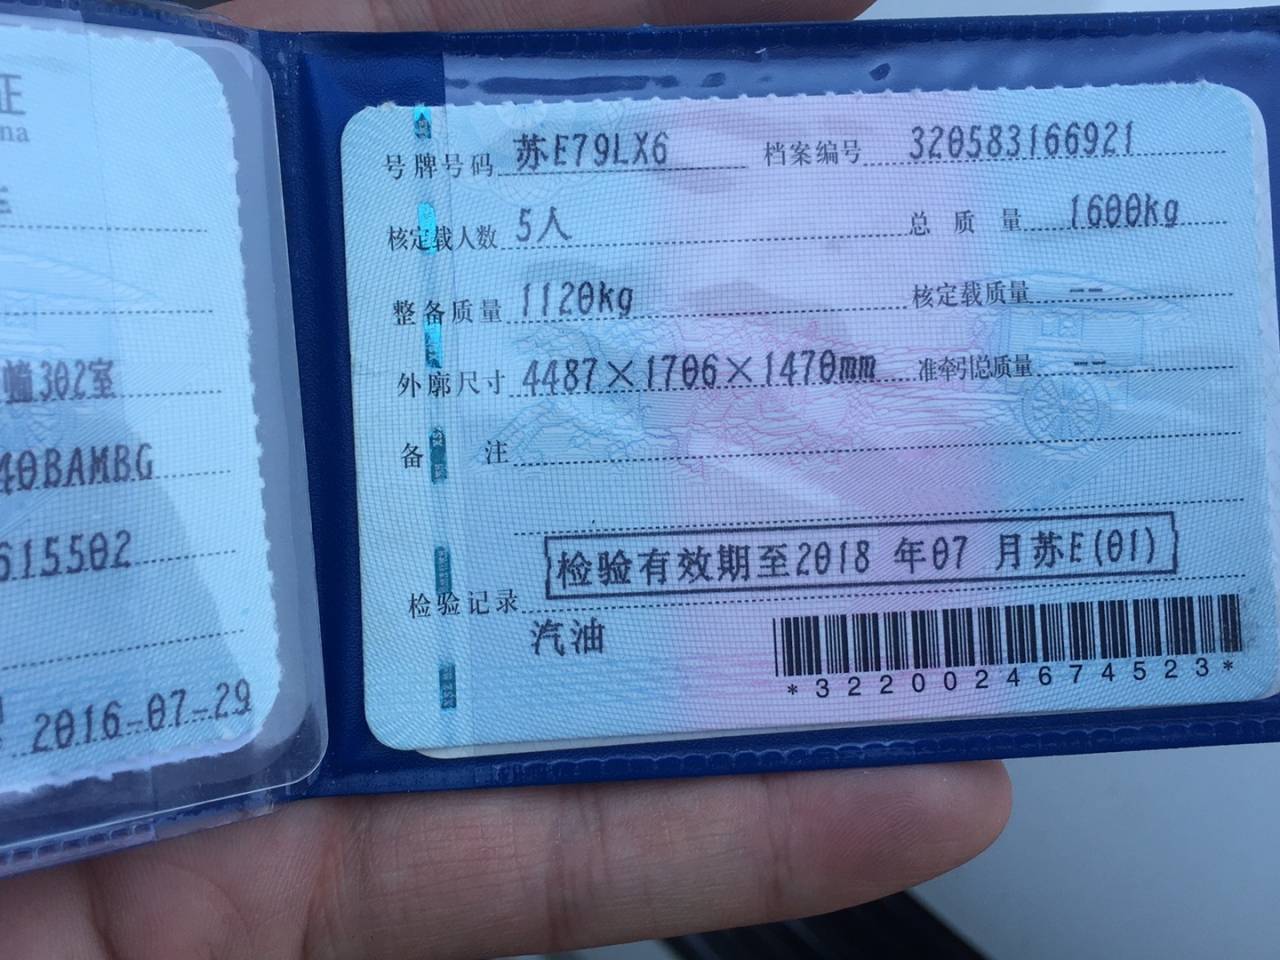 证
na
幢302室
40BAMBG
615502
2016-07-29
号牌号码 苏E79LX6 档案编号 320583166921
核定载人数 5人 总质量 1600kg
整备质量 1120kg 核定载质量 --
外廓尺寸 4487×1706×1470mm 准牵引总质量 --
备注
检验有效期至2018 年07 月苏E(01)
检验记录
汽油
*3220024674523*